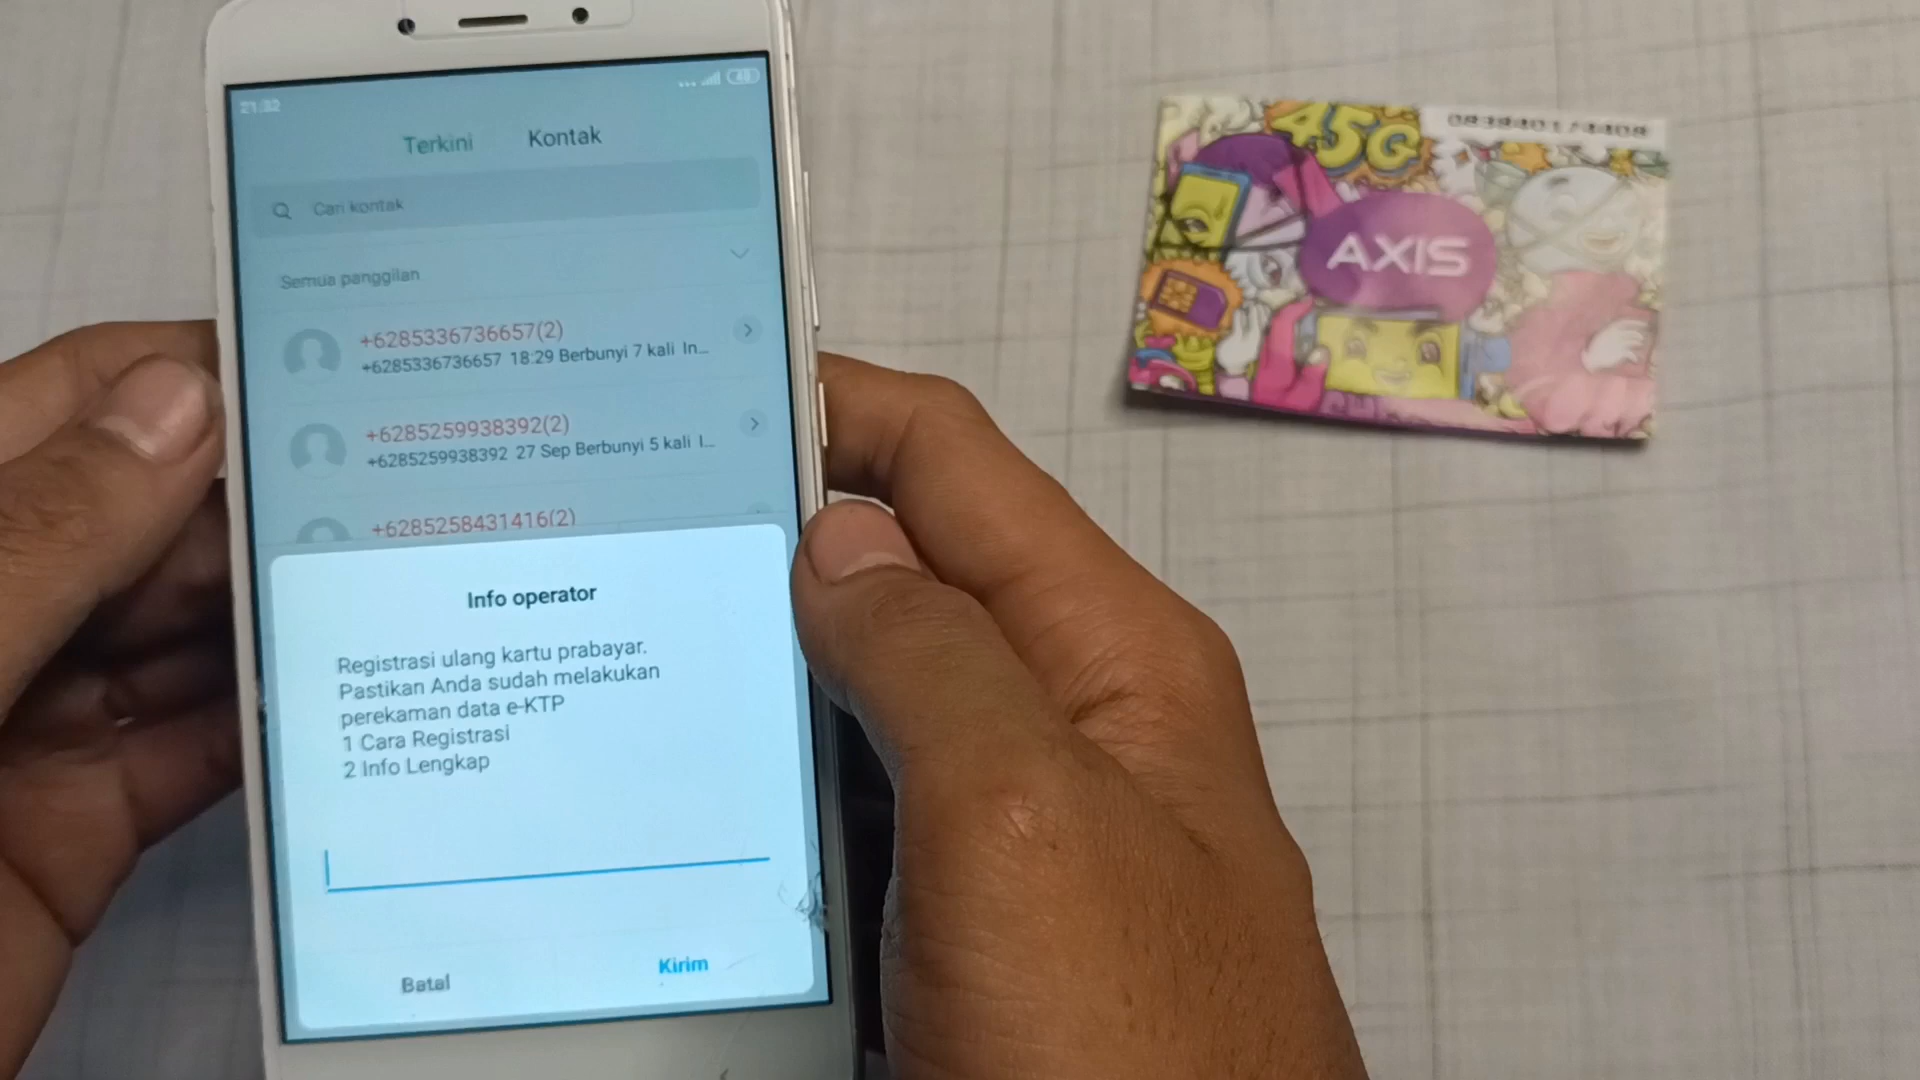 21:32
48
Terkini
Kontak
Cari kontak
Semua panggilan
+6285336736657(2)
+6285336736657 18:29 Berbunyi 7 kali In...
+6285259938392(2)
+6285259938392 27 Sep Berbunyi 5 kali I...
+6285258431416(2)
Info operator
Registrasi ulang kartu prabayar.
Pastikan Anda sudah melakukan
perekaman data e-KTP
1 Cara Registrasi
2 Info Lengkap
Batal
Kirim
45G
AXIS